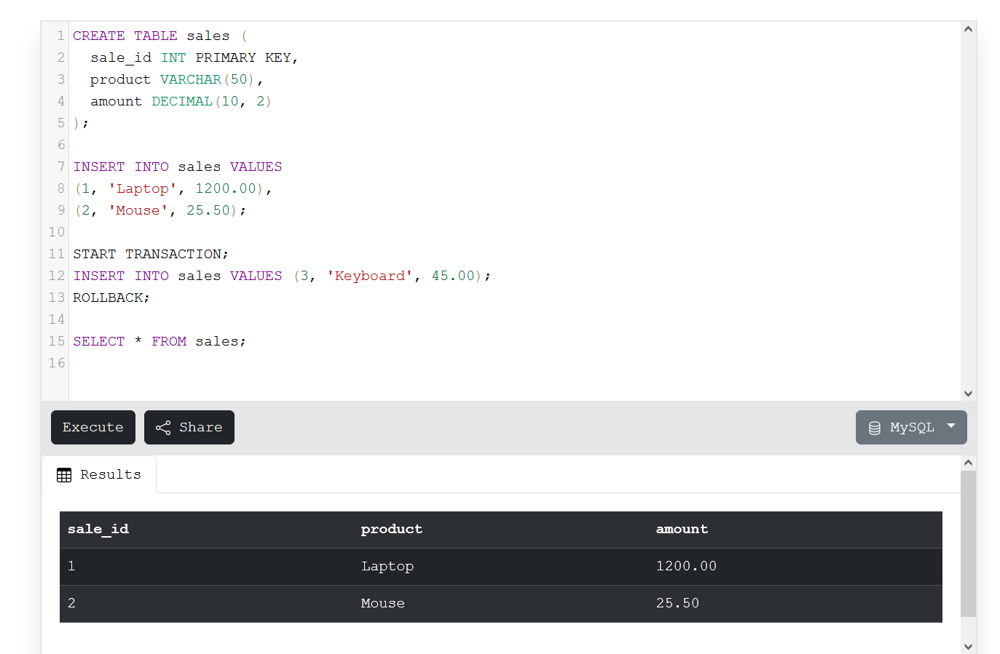 1 CREATE TABLE sales (
2   sale_id INT PRIMARY KEY,
3   product VARCHAR(50),
4   amount DECIMAL(10, 2)
5 );
6
7 INSERT INTO sales VALUES
8 (1, 'Laptop', 1200.00),
9 (2, 'Mouse', 25.50);
10
11 START TRANSACTION;
12 INSERT INTO sales VALUES (3, 'Keyboard', 45.00);
13 ROLLBACK;
14
15 SELECT * FROM sales;
16
Execute Share MySQL
Results
sale_id product amount
1 Laptop 1200.00
2 Mouse 25.50